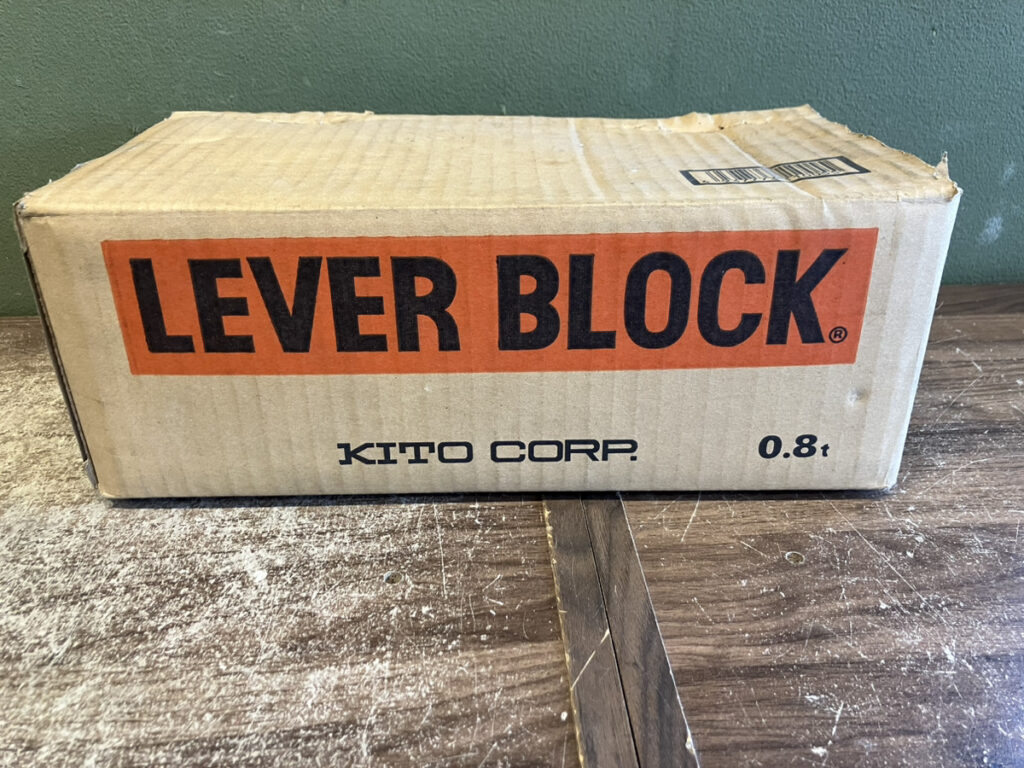 LEVER BLOCK®
KITO CORP.
0.8t